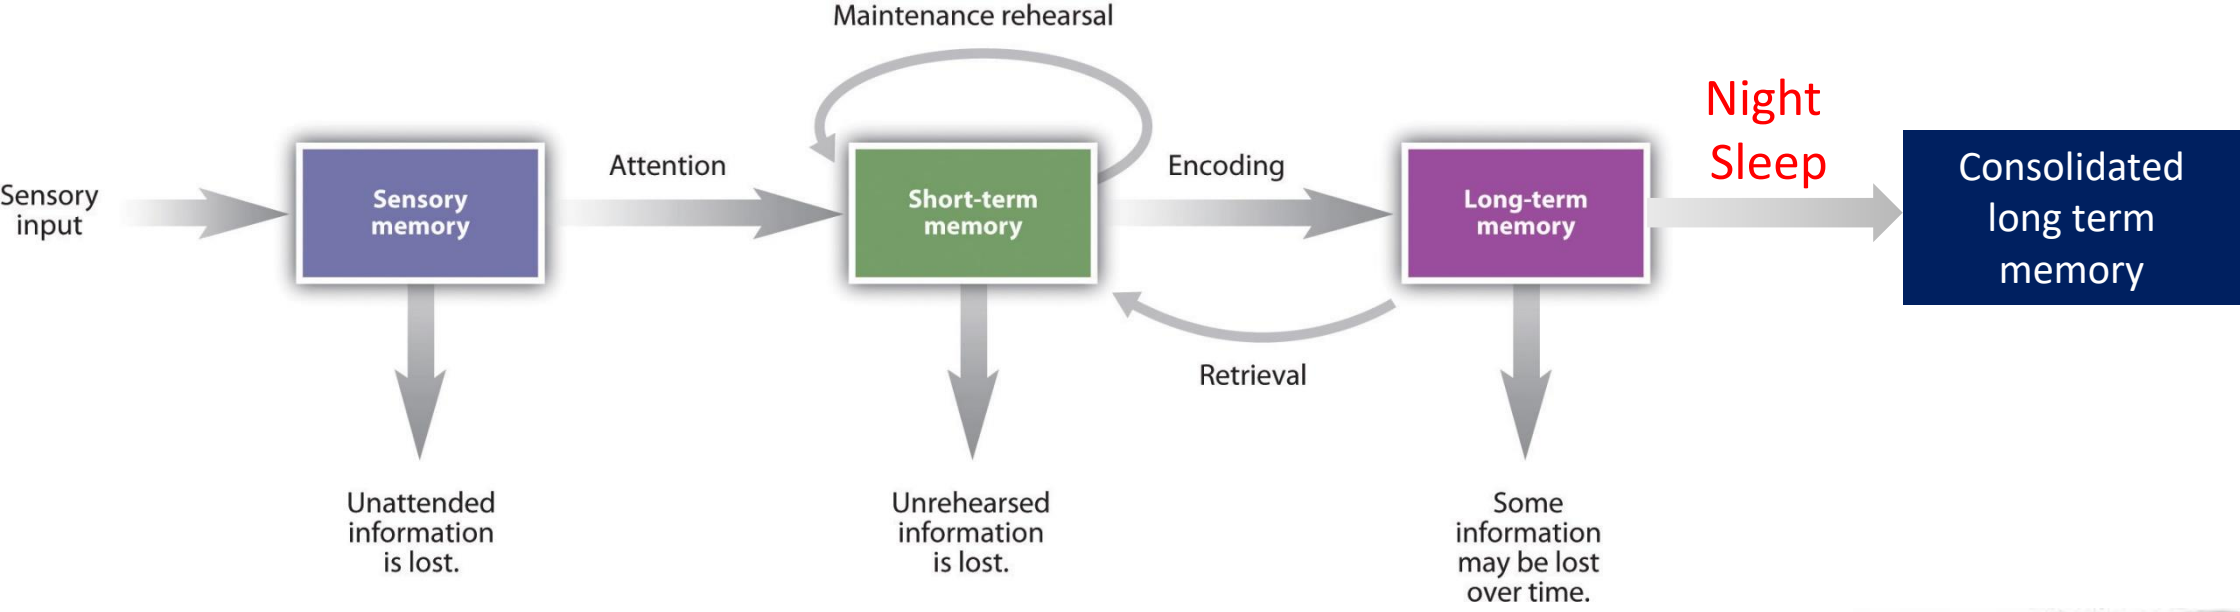 Maintenance rehearsal
Night
Sleep
Sensory
input
Sensory
memory
Attention
Short-term
memory
Encoding
Long-term
memory
Consolidated
long term
memory
Retrieval
Unattended
information
is lost.
Unrehearsed
information
is lost.
Some
information
may be lost
over time.